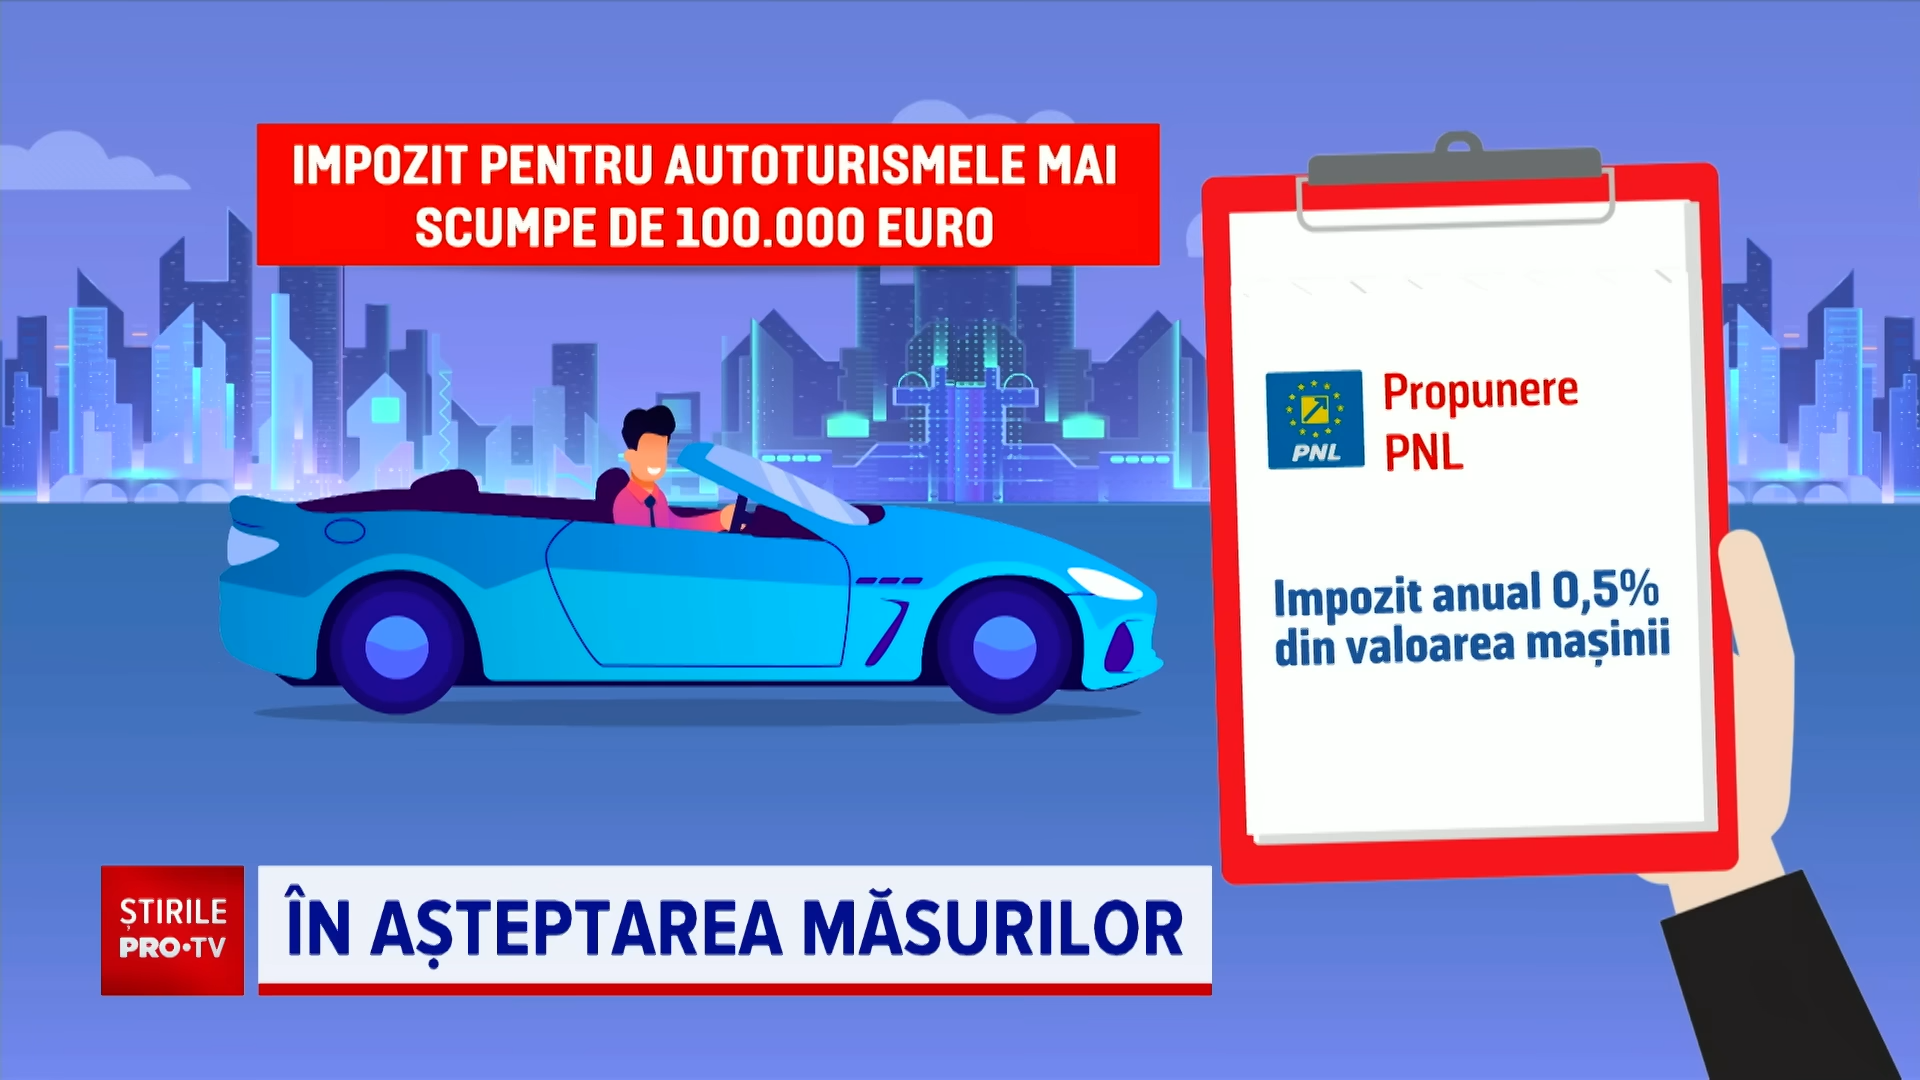 IMPOZIT PENTRU AUTOTURISMELE MAI
SCUMPE DE 100.000 EURO
PNL
Propunere
PNL
Impozit anual 0,5%
din valoarea mașinii
ȘTIRILE
PRO•TV
ÎN AȘTEPTAREA MĂSURILOR